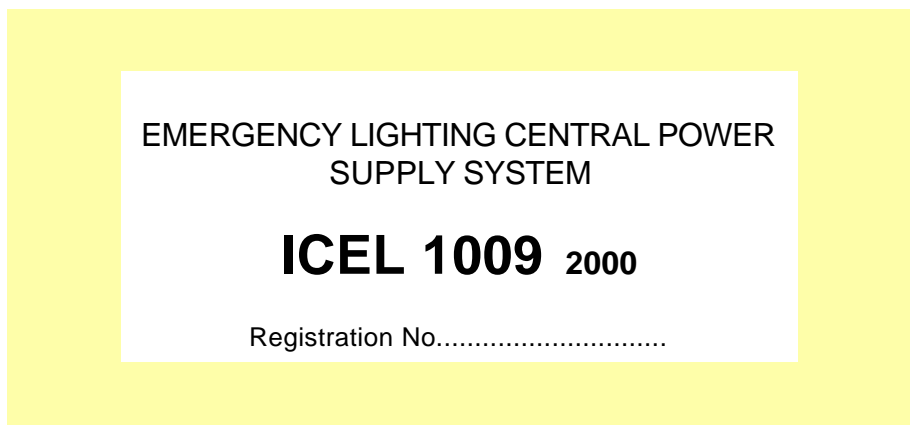 EMERGENCY LIGHTING CENTRAL POWER
SUPPLY SYSTEM
ICEL 1009 2000
Registration No..............................